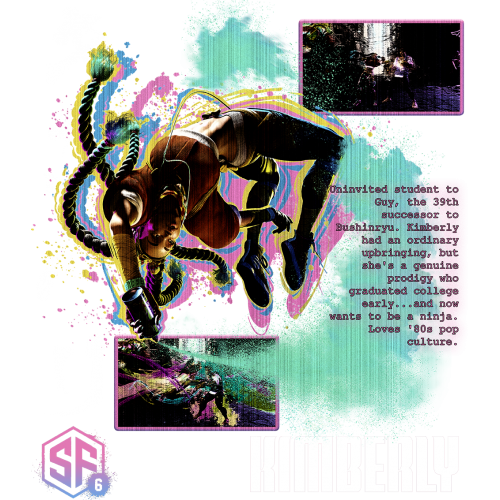 Uninvited student to
Guy, the 39th
successor to
Bushinryu. Kimberly
had an ordinary
upbringing, but
she's a genuine
prodigy who
graduated college
early...and now
wants to be a ninja.
Loves '80s pop
culture.
SF
6
KIMBERLY